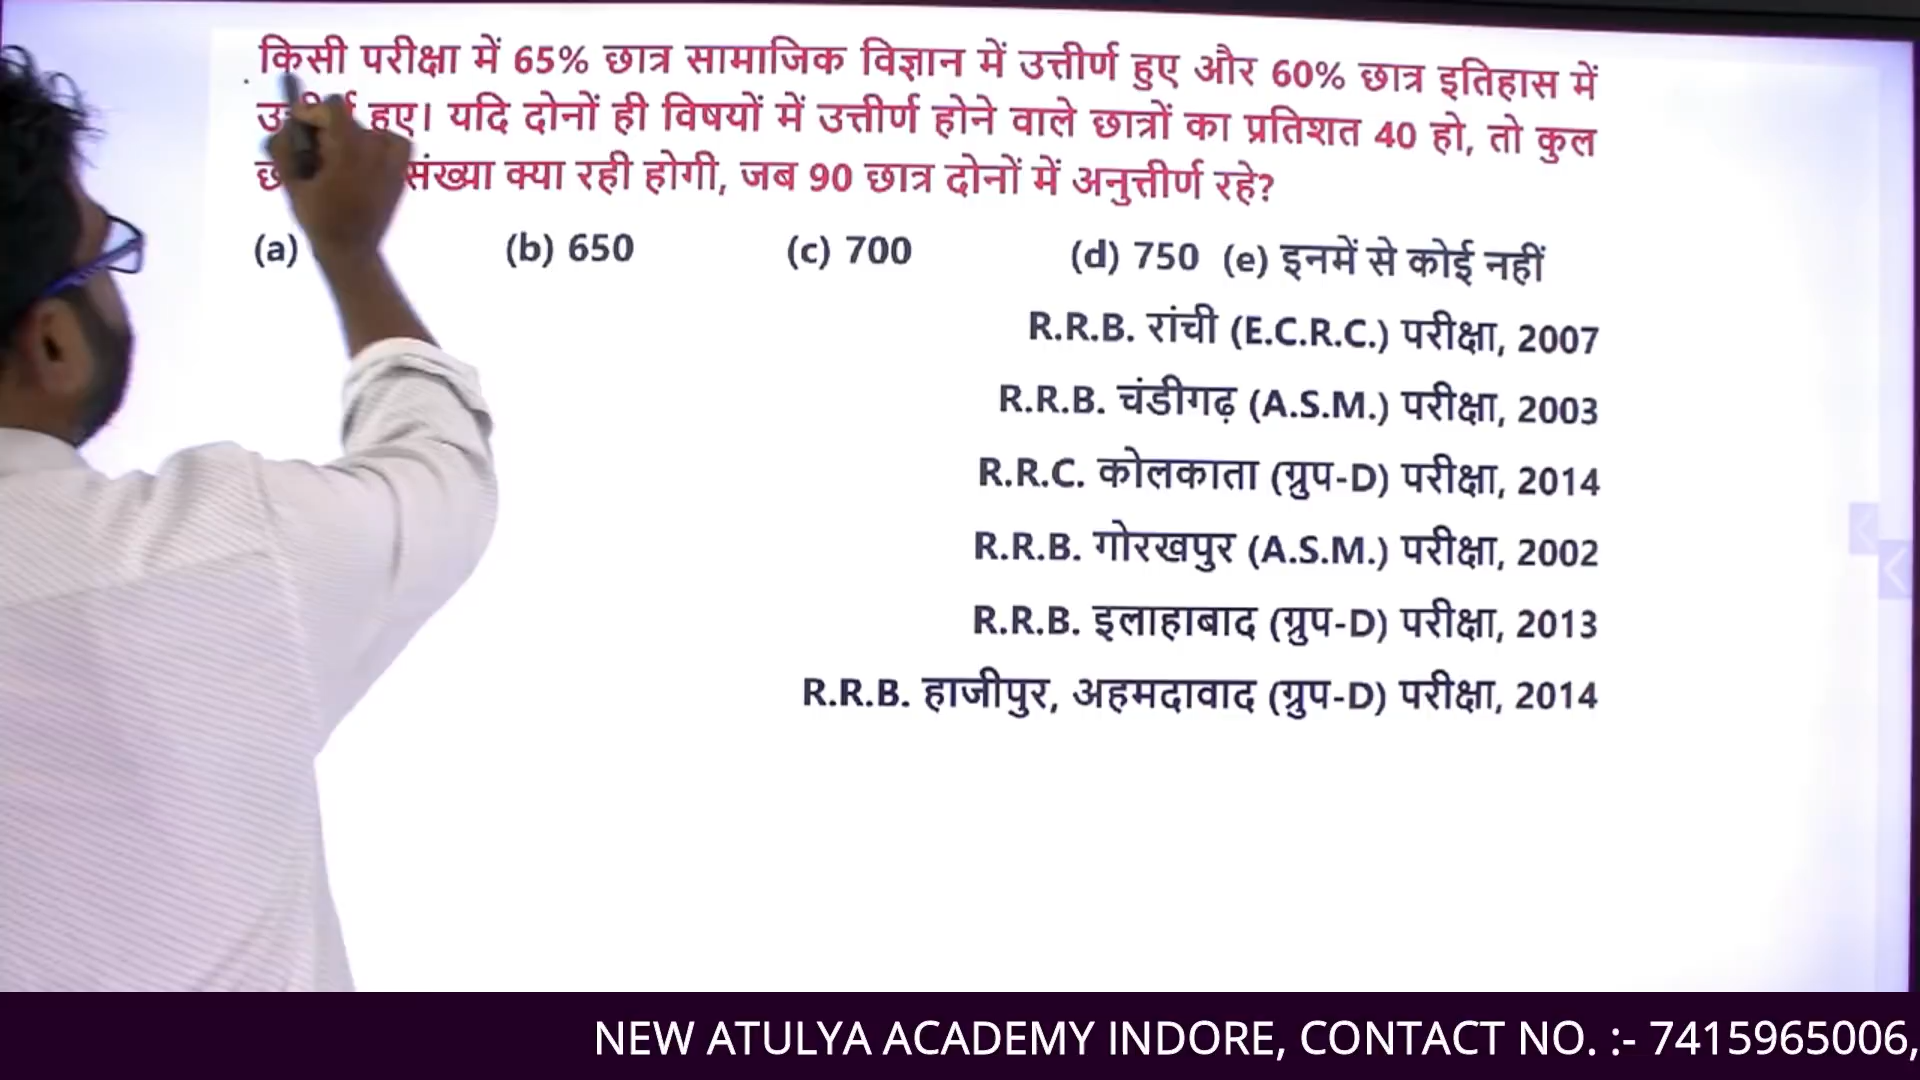 किसी परीक्षा में 65% छात्र सामाजिक विज्ञान में उत्तीर्ण हुए और 60% छात्र इतिहास में
हुए। यदि दोनों ही विषयों में उत्तीर्ण होने वाले छात्रों का प्रतिशत 40 हो, तो कुल
संख्या क्या रही होगी, जब 90 छात्र दोनों में अनुत्तीर्ण रहे?
(a) (b) 650 (c) 700 (d) 750 (e) इनमें से कोई नहीं
R.R.B. रांची (E.C.R.C.) परीक्षा, 2007
R.R.B. चंडीगढ़ (A.S.M.) परीक्षा, 2003
R.R.C. कोलकाता (ग्रुप-D) परीक्षा, 2014
R.R.B. गोरखपुर (A.S.M.) परीक्षा, 2002
R.R.B. इलाहाबाद (ग्रुप-D) परीक्षा, 2013
R.R.B. हाजीपुर, अहमदावाद (ग्रुप-D) परीक्षा, 2014
NEW ATULYA ACADEMY INDORE, CONTACT NO. :- 7415965006,